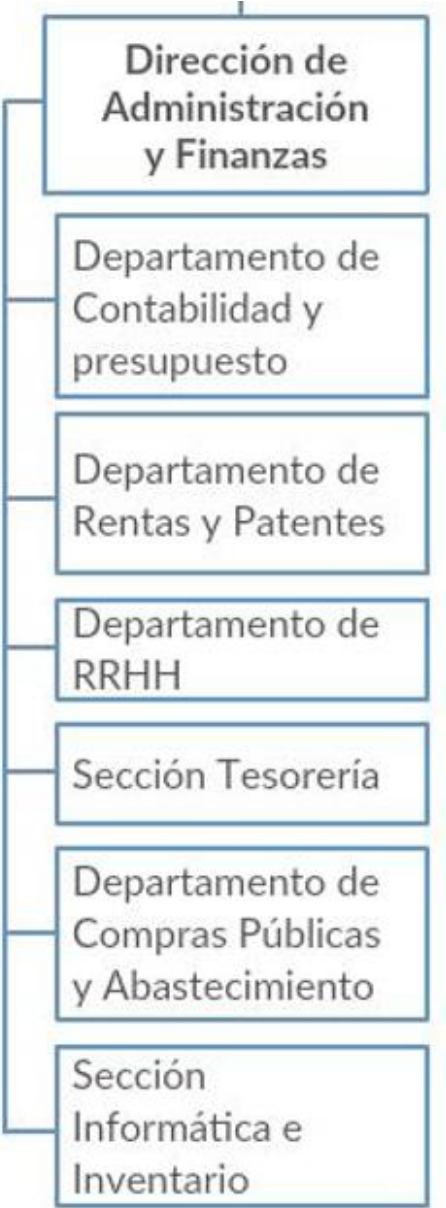 Dirección de
Administración
y Finanzas
Departamento de
Contabilidad y
presupuesto
Departamento de
Rentas y Patentes
Departamento de
RRHH
Sección Tesorería
Departamento de
Compras Públicas
y Abastecimiento
Sección
Informática e
Inventario